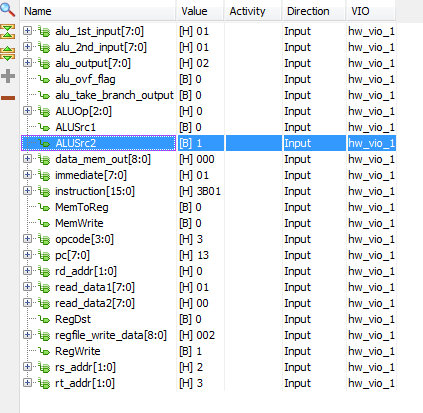 Name Value Activity Direction VIO
alu_1st_input[7:0] [H] 01 Input hw_vio_1
alu_2nd_input[7:0] [H] 01 Input hw_vio_1
alu_output[7:0] [H] 02 Input hw_vio_1
alu_ovf_flag [B] 0 Input hw_vio_1
alu_take_branch_output [B] 0 Input hw_vio_1
ALUOp[2:0] [H] 0 Input hw_vio_1
ALUSrc1 [B] 0 Input hw_vio_1
ALUSrc2 [B] 1 Input hw_vio_1
data_mem_out[8:0] [H] 000 Input hw_vio_1
immediate[7:0] [H] 01 Input hw_vio_1
instruction[15:0] [H] 3B01 Input hw_vio_1
MemToReg [B] 0 Input hw_vio_1
MemWrite [B] 0 Input hw_vio_1
opcode[3:0] [H] 3 Input hw_vio_1
pc[7:0] [H] 13 Input hw_vio_1
rd_addr[1:0] [H] 0 Input hw_vio_1
read_data1[7:0] [H] 01 Input hw_vio_1
read_data2[7:0] [H] 00 Input hw_vio_1
RegDst [B] 0 Input hw_vio_1
regfile_write_data[8:0] [H] 002 Input hw_vio_1
RegWrite [B] 1 Input hw_vio_1
rs_addr[1:0] [H] 2 Input hw_vio_1
rt_addr[1:0] [H] 3 Input hw_vio_1